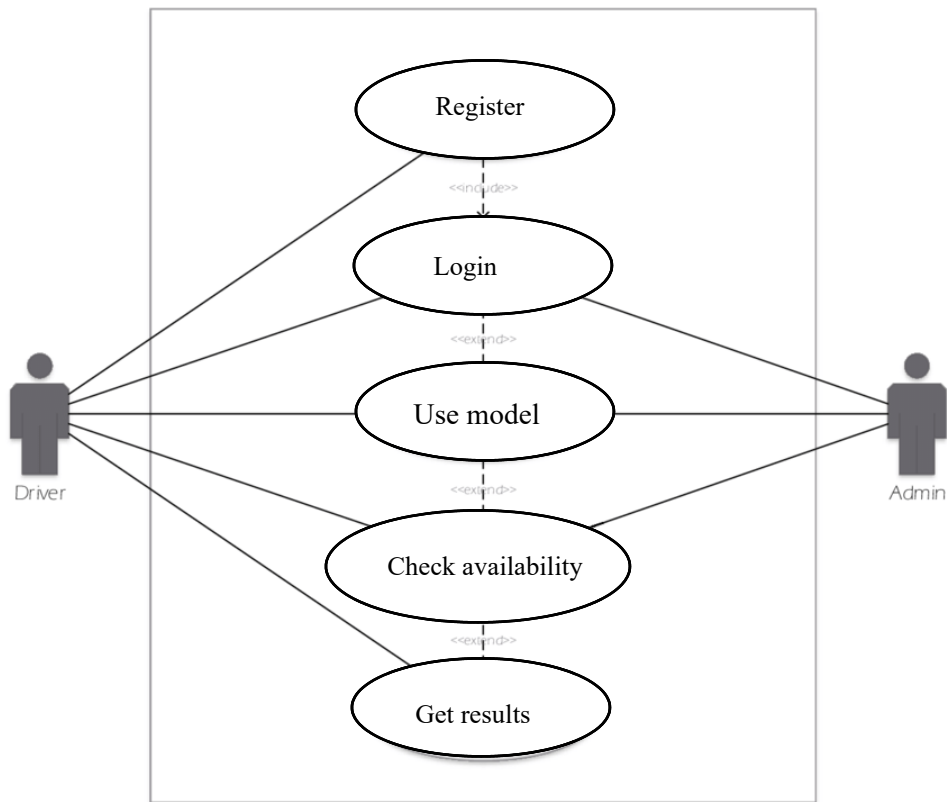 Register
<<include>>
Login
<<extend>>
Use model
Driver
Admin
<<extend>>
Check availability
<<extend>>
Get results